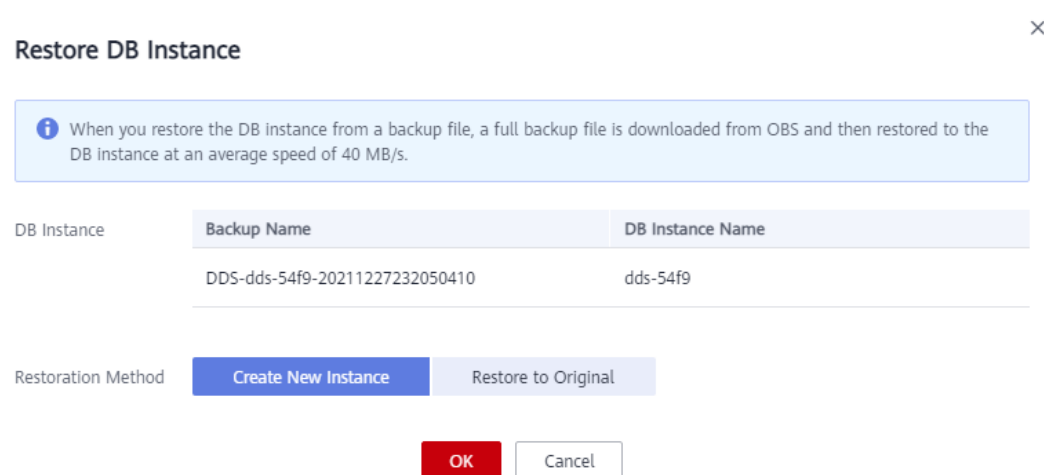 Restore DB Instance
When you restore the DB instance from a backup file, a full backup file is downloaded from OBS and then restored to the
DB instance at an average speed of 40 MB/s.
DB Instance
Backup Name
DB Instance Name
DDS-dds-54f9-20211227232050410
dds-54f9
Restoration Method
Create New Instance
Restore to Original
OK
Cancel